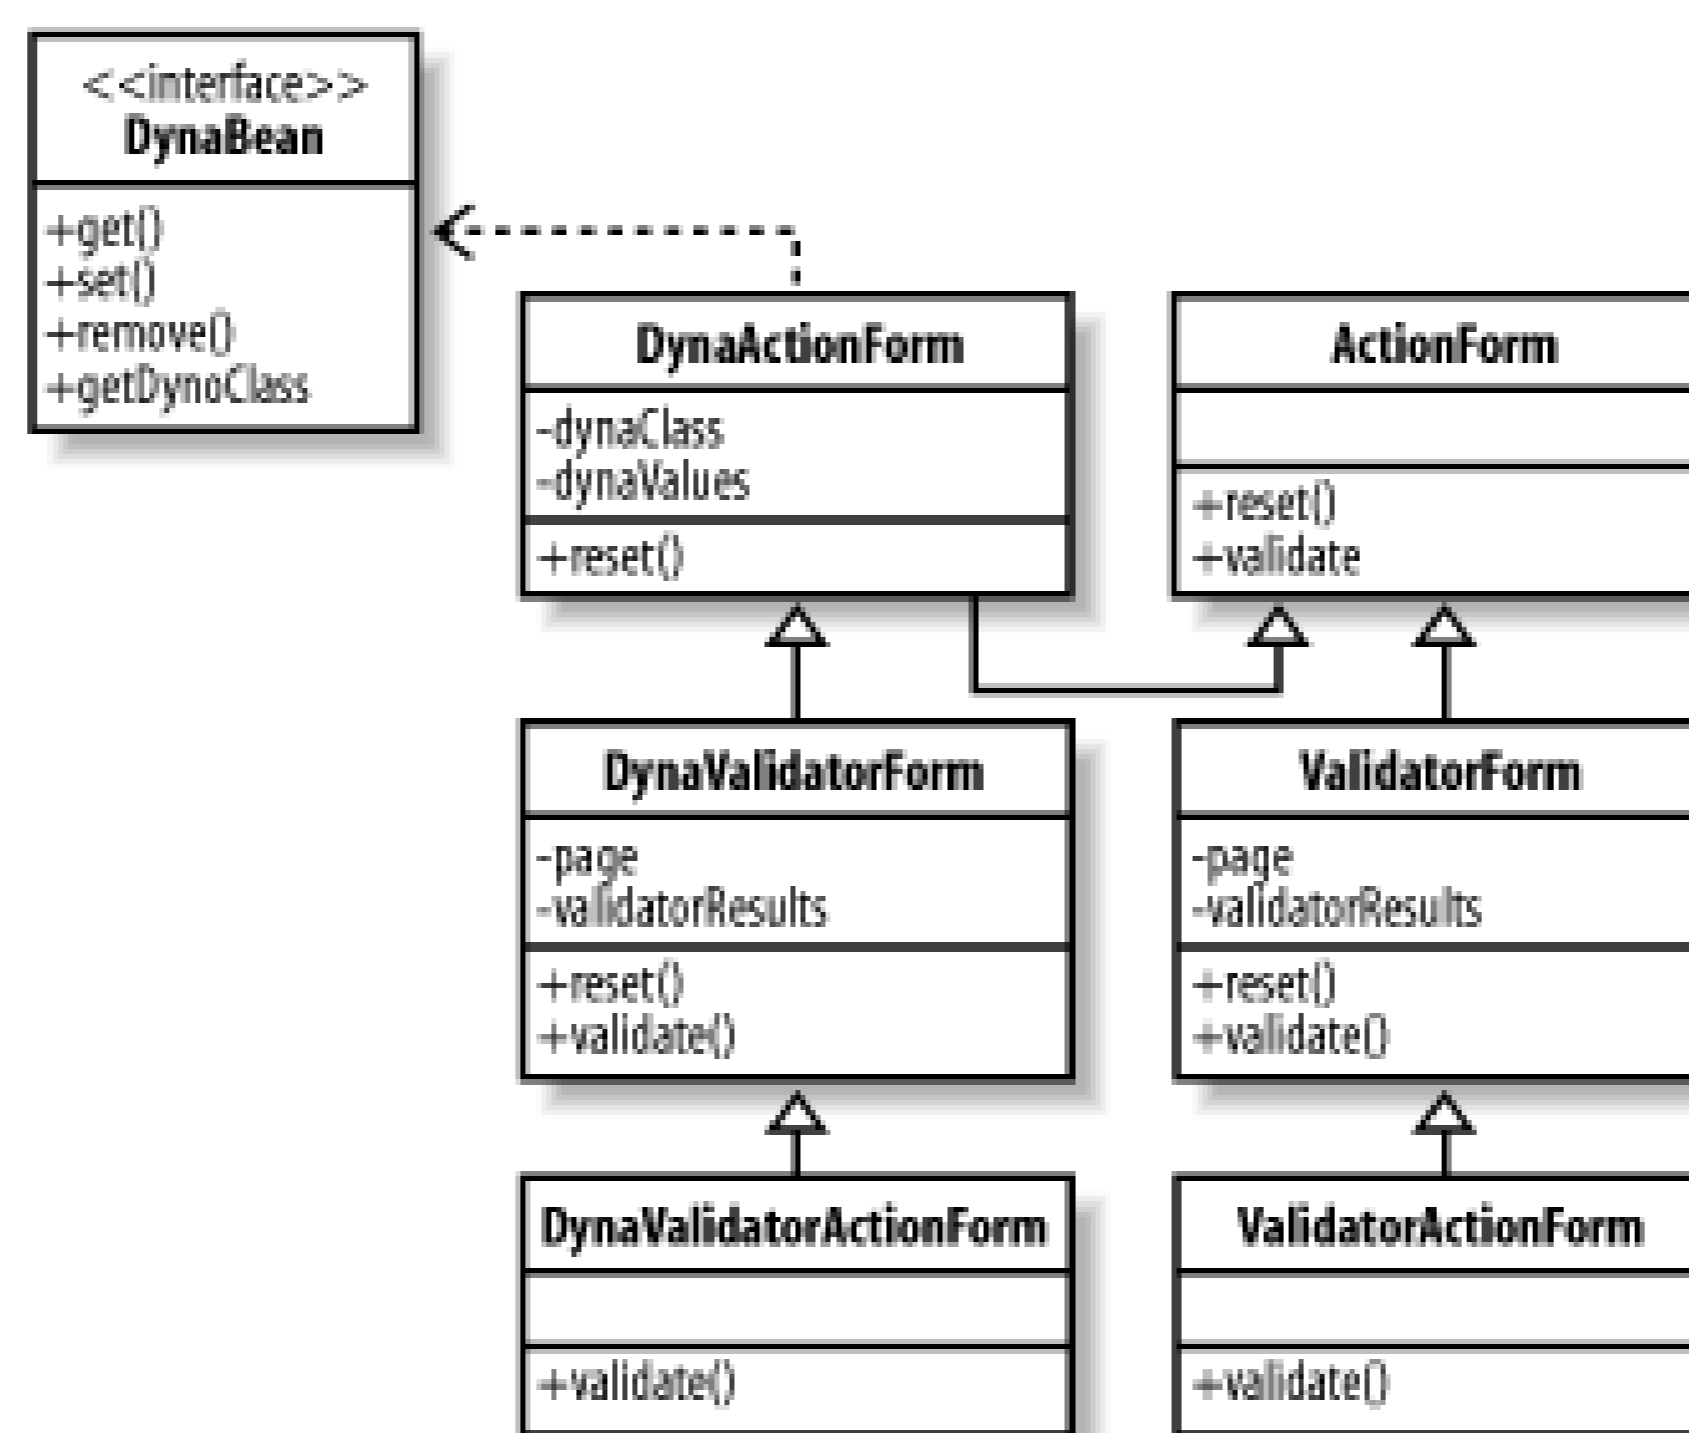 <<interface>>
DynaBean
+get()
+set()
+remove()
+getDynoClass
DynaActionForm
-dynaClass
-dynaValues
+reset()
ActionForm
+reset()
+validate
DynaValidatorForm
-page
-validatorResults
+reset()
+validate()
ValidatorForm
-page
-validatorResults
+reset()
+validate()
DynaValidatorActionForm
+validate()
ValidatorActionForm
+validate()